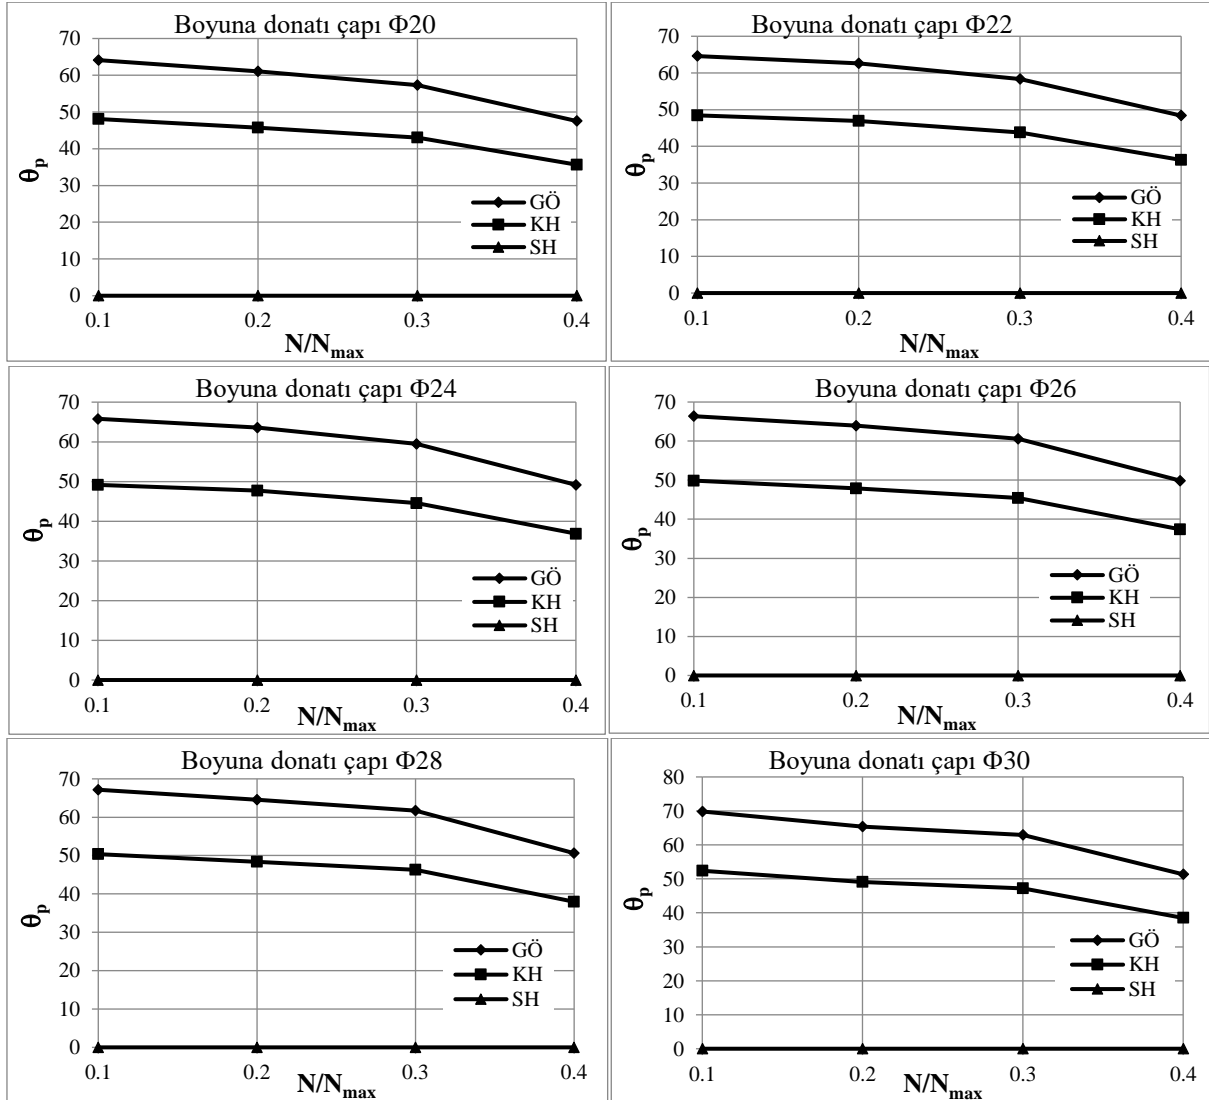 Boyuna donatı çapı Φ20
70
60
50
40
30
20
10
0
θp
GÖ
KH
SH
0.1 0.2 0.3 0.4
N/Nmax
Boyuna donatı çapı Φ22
70
60
50
40
30
20
10
0
θp
GÖ
KH
SH
0.1 0.2 0.3 0.4
N/Nmax
Boyuna donatı çapı Φ24
70
60
50
40
30
20
10
0
θp
GÖ
KH
SH
0.1 0.2 0.3 0.4
N/Nmax
Boyuna donatı çapı Φ26
70
60
50
40
30
20
10
0
θp
GÖ
KH
SH
0.1 0.2 0.3 0.4
N/Nmax
Boyuna donatı çapı Φ28
70
60
50
40
30
20
10
0
θp
GÖ
KH
SH
0.1 0.2 0.3 0.4
N/Nmax
Boyuna donatı çapı Φ30
80
70
60
50
40
30
20
10
0
θp
GÖ
KH
SH
0.1 0.2 0.3 0.4
N/Nmax